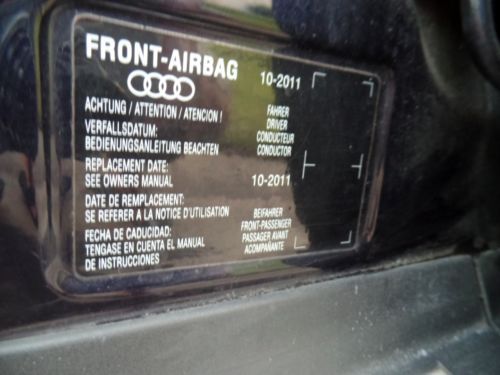 FRONT-AIRBAG 10-2011
ACHTUNG / ATTENTION / ATENCION !
VERFALLSDATUM:
BEDIENUNGSANLEITUNG BEACHTEN
FAHRER
DRIVER
CONDUCTEUR
CONDUCTOR
REPLACEMENT DATE:
SEE OWNERS MANUAL 10-2011
DATE DE REMPLACEMENT:
SE REFERER A LA NOTICE D'UTILISATION
FECHA DE CADUCIDAD:
TENGASE EN CUENTA EL MANUAL
DE INSTRUCCIONES
BEIFAHRER
FRONT-PASSENGER
PASSAGER AVANT
ACOMPAÑANTE